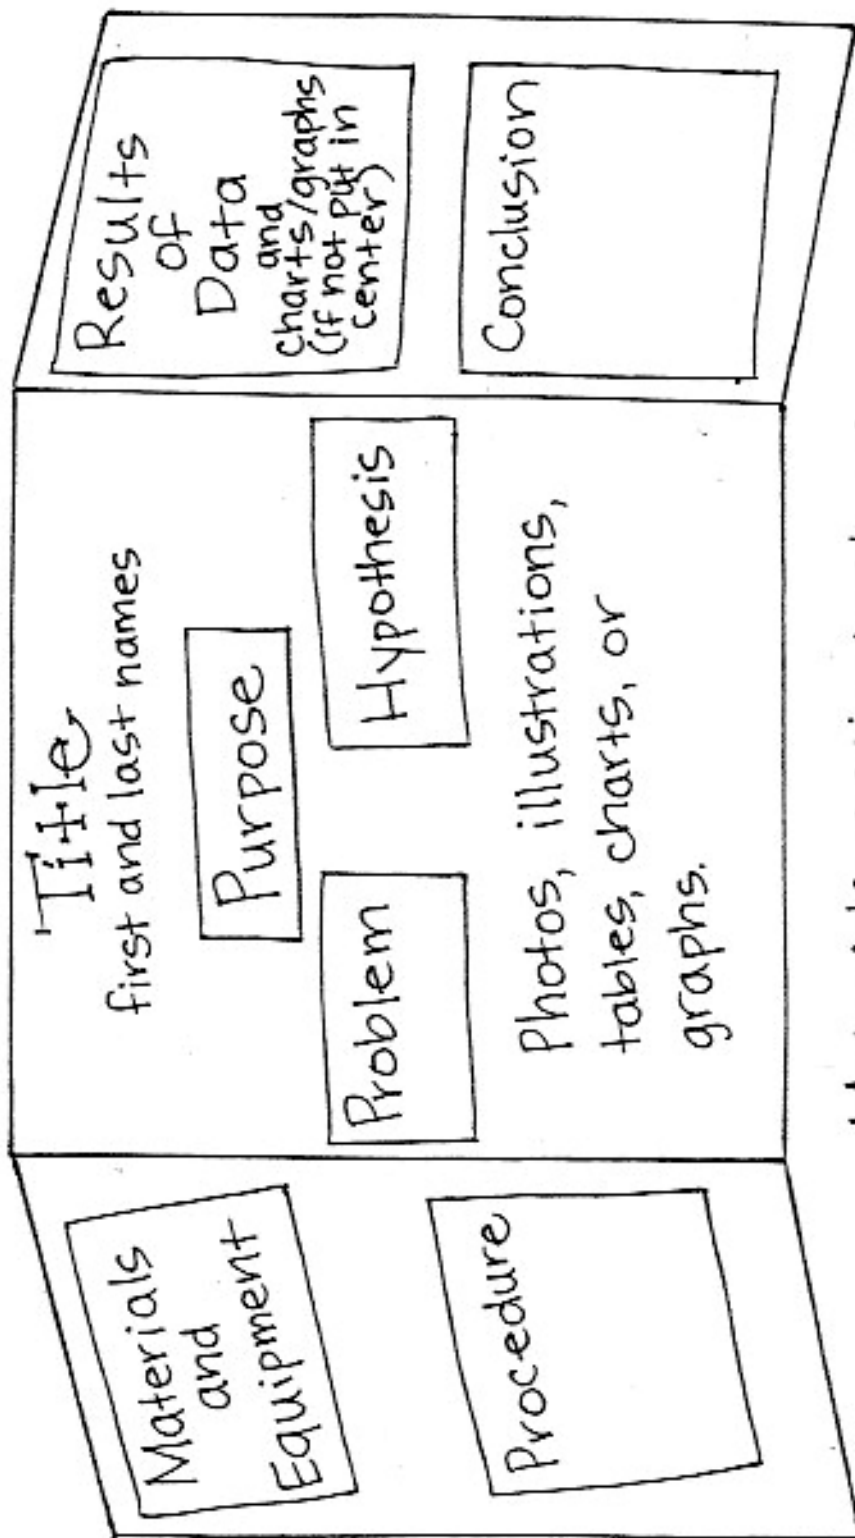 Materials
and
Equipment
Procedure
Title
first and last names
Purpose
Problem
Hypothesis
Photos, illustrations,
tables, charts, or
graphs.
Results
of
Data
and
charts/graphs
(if not put in
center)
Conclusion